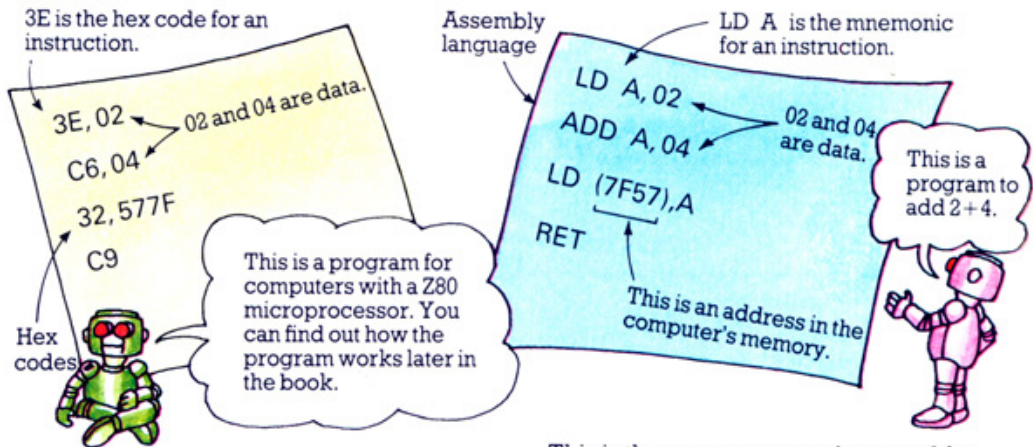 3E is the hex code for an
instruction.
3E, 02
02 and 04 are data.
C6, 04
32, 577F
C9
Hex
codes
This is a program for
computers with a Z80
microprocessor. You
can find out how the
program works later in
the book.
Assembly
language
LD A is the mnemonic
for an instruction.
LD A, 02
02 and 04
are data.
ADD A, 04
LD (7F57),A
RET
This is an address in the
computer's memory.
This is a
program to
add 2+4.